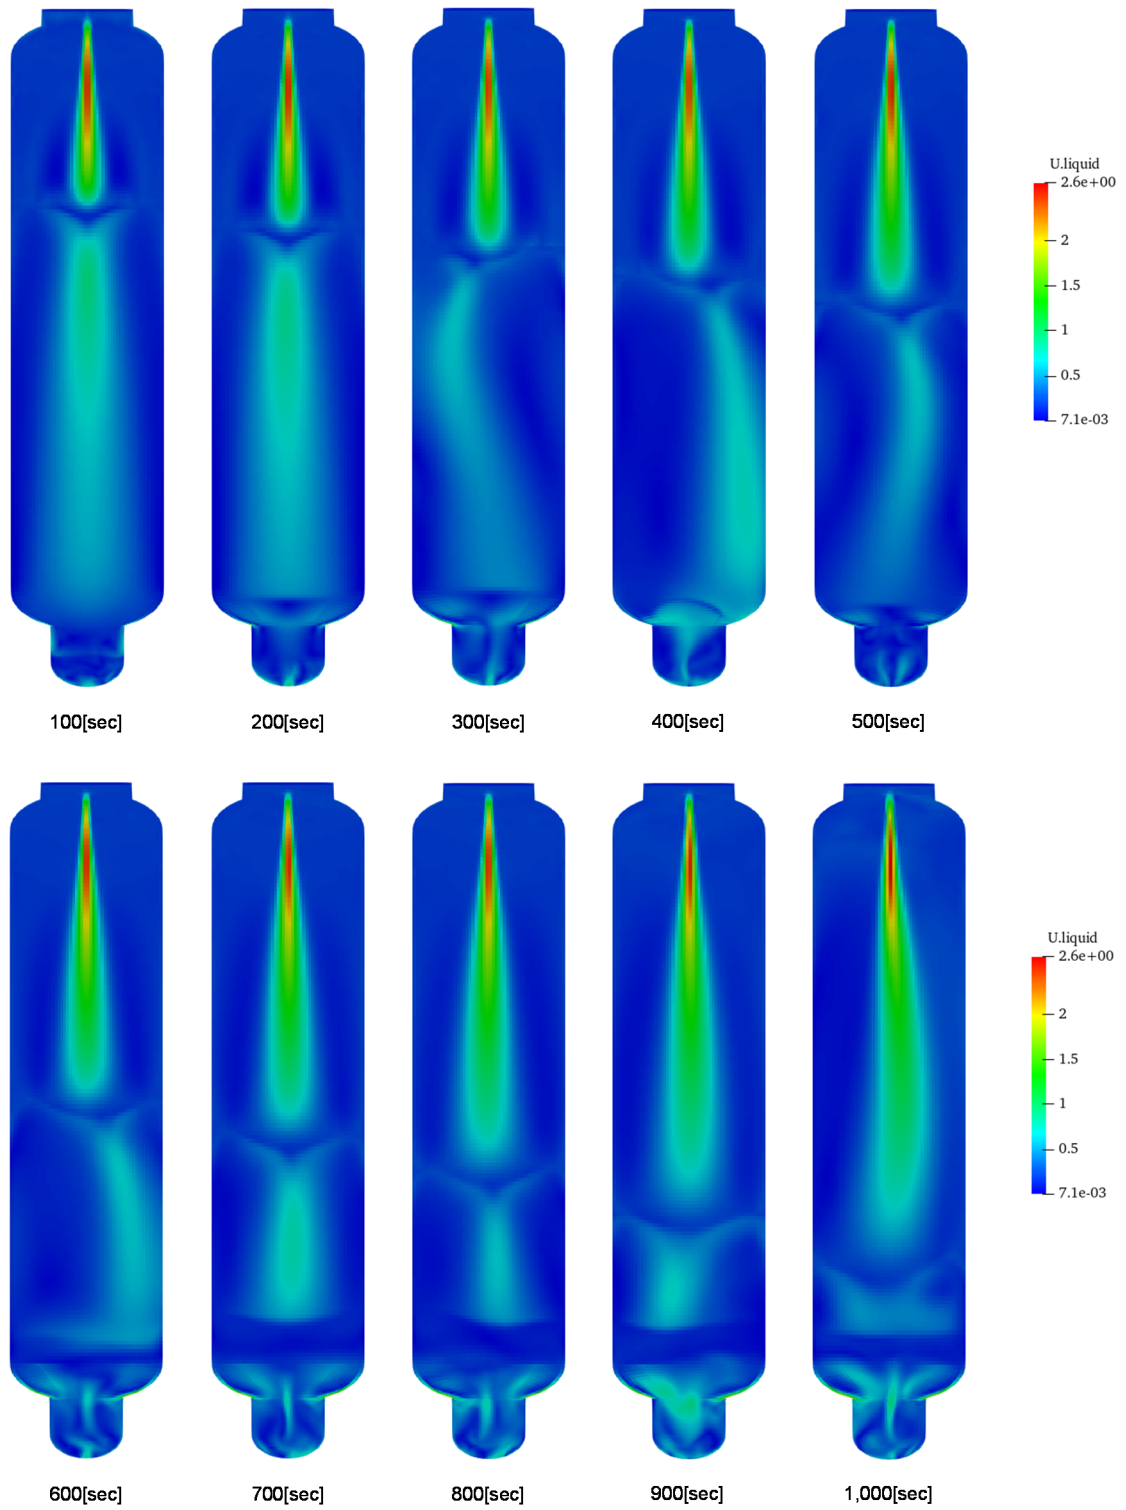 U.liquid
2.6e+00
2
1.5
1
0.5
7.1e-03
100[sec] 200[sec] 300[sec] 400[sec] 500[sec]
U.liquid
2.6e+00
2
1.5
1
0.5
7.1e-03
600[sec] 700[sec] 800[sec] 900[sec] 1,000[sec]